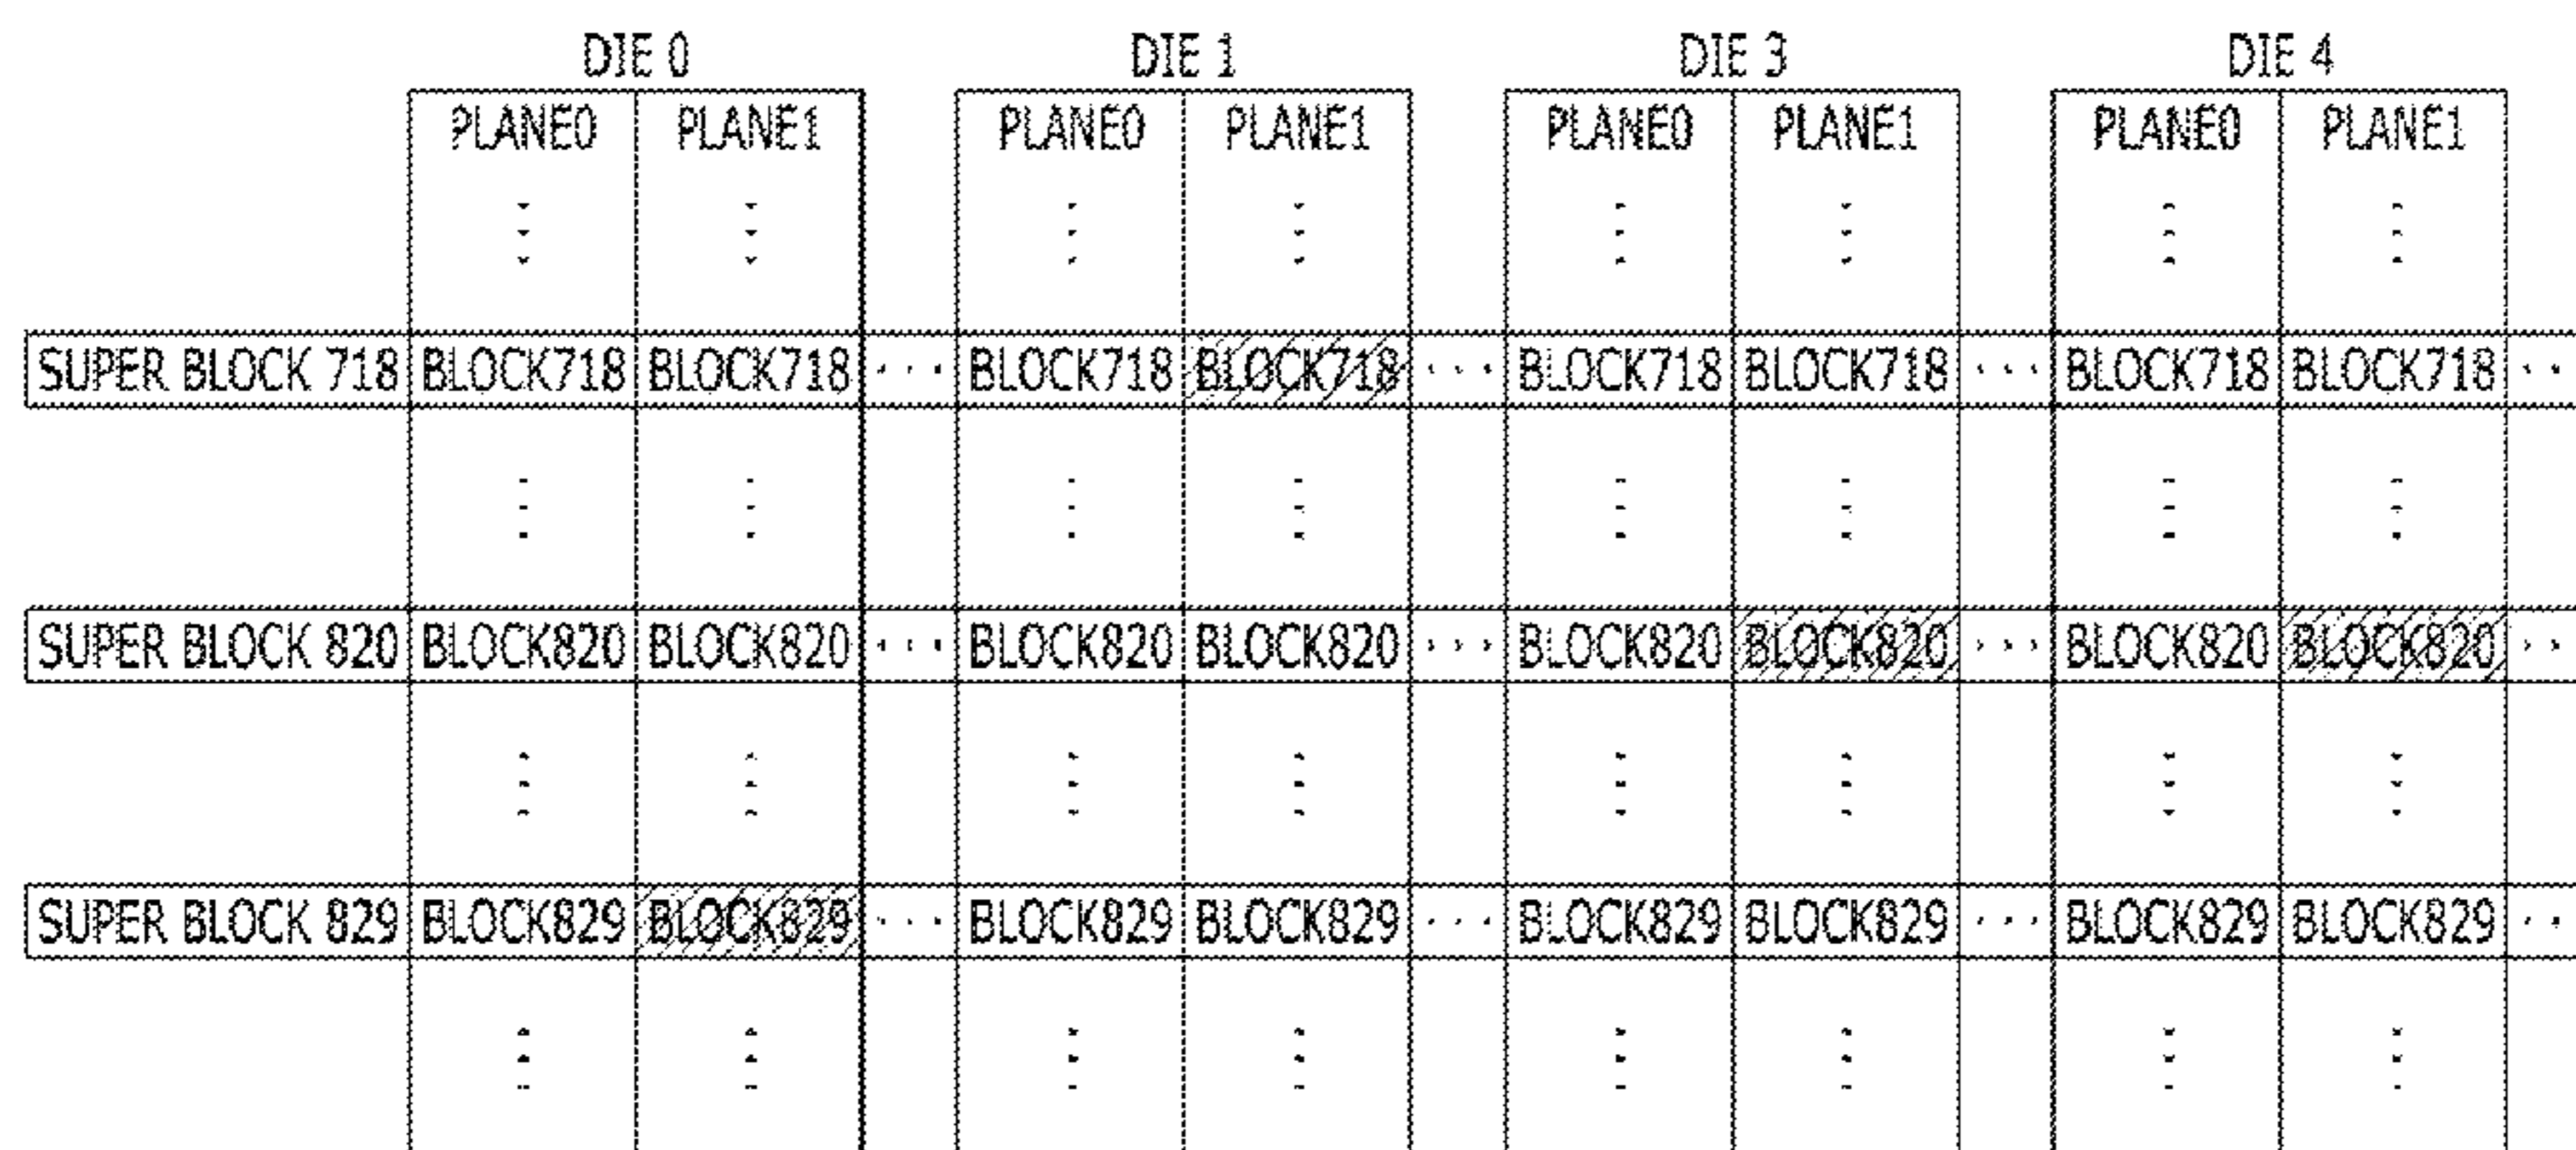 DIE 0 DIE 1 DIE 3 DIE 4
PLANE0 PLANE1 PLANE0 PLANE1 PLANE0 PLANE1 PLANE0 PLANE1
SUPER BLOCK 718 BLOCK718 BLOCK718 ... BLOCK718 BLOCK718 ... BLOCK718 BLOCK718 ... BLOCK718 BLOCK718 ..
SUPER BLOCK 820 BLOCK820 BLOCK820 ... BLOCK820 BLOCK820 ... BLOCK820 BLOCK820 ... BLOCK820 BLOCK820 ..
SUPER BLOCK 829 BLOCK829 BLOCK829 ... BLOCK829 BLOCK829 ... BLOCK829 BLOCK829 ... BLOCK829 BLOCK829 ..